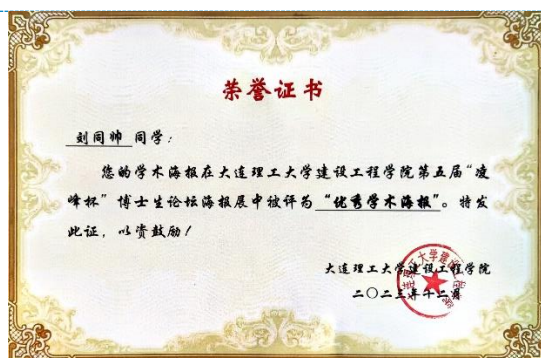 荣誉证书
刘同帅 同学：
您的学术海报在大连理工大学建设工程学院第五届“凌
峰杯”博士生论坛海报展中被评为“优秀学术海报”。特发
此证，以资鼓励！
大连理工大学建设工程学院
二〇二三年十二月